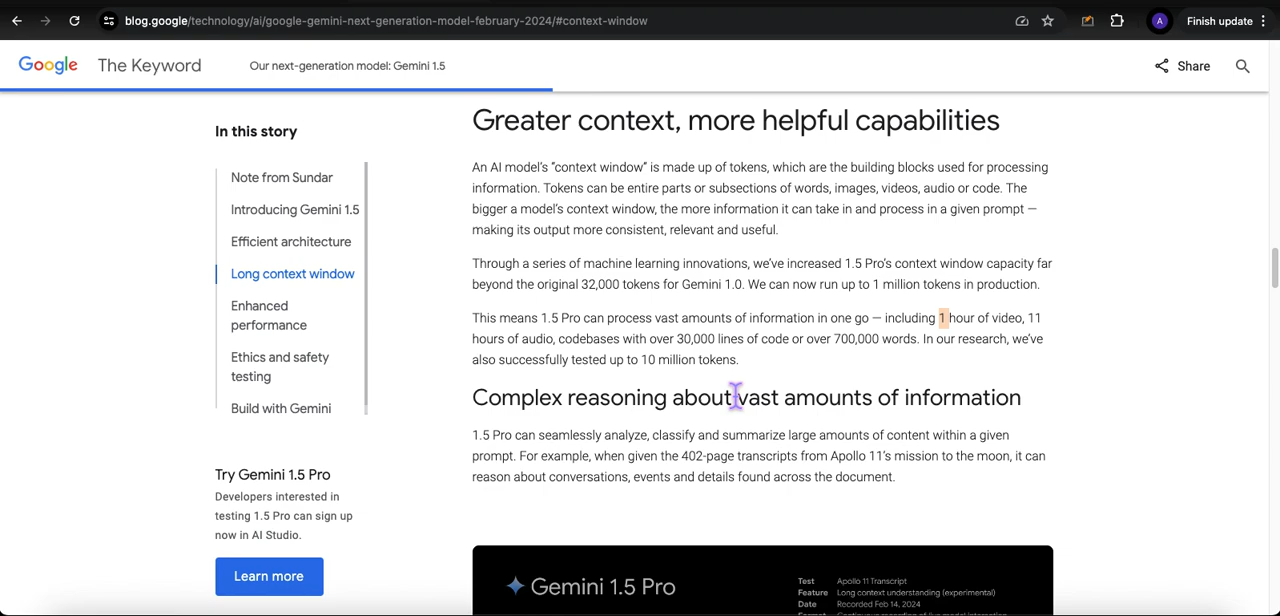 blog.google/technology/ai/google-gemini-next-generation-model-february-2024/#context-window
A
Finish update
Google The Keyword
Our next-generation model: Gemini 1.5
Share
In this story
Note from Sundar
Introducing Gemini 1.5
Efficient architecture
Long context window
Enhanced
performance
Ethics and safety
testing
Build with Gemini
Try Gemini 1.5 Pro
Developers interested in
testing 1.5 Pro can sign up
now in AI Studio.
Learn more
Greater context, more helpful capabilities
An AI model's “context window” is made up of tokens, which are the building blocks used for processing
information. Tokens can be entire parts or subsections of words, images, videos, audio or code. The
bigger a model's context window, the more information it can take in and process in a given prompt —
making its output more consistent, relevant and useful.
Through a series of machine learning innovations, we've increased 1.5 Pro's context window capacity far
beyond the original 32,000 tokens for Gemini 1.0. We can now run up to 1 million tokens in production.
This means 1.5 Pro can process vast amounts of information in one go — including 1 hour of video, 11
hours of audio, codebases with over 30,000 lines of code or over 700,000 words. In our research, we've
also successfully tested up to 10 million tokens.
Complex reasoning about vast amounts of information
1.5 Pro can seamlessly analyze, classify and summarize large amounts of content within a given
prompt. For example, when given the 402-page transcripts from Apollo 11's mission to the moon, it can
reason about conversations, events and details found across the document.
Gemini 1.5 Pro
Test Apollo 11 Transcript
Feature Long context understanding (experimental)
Date Recorded Feb 14, 2024